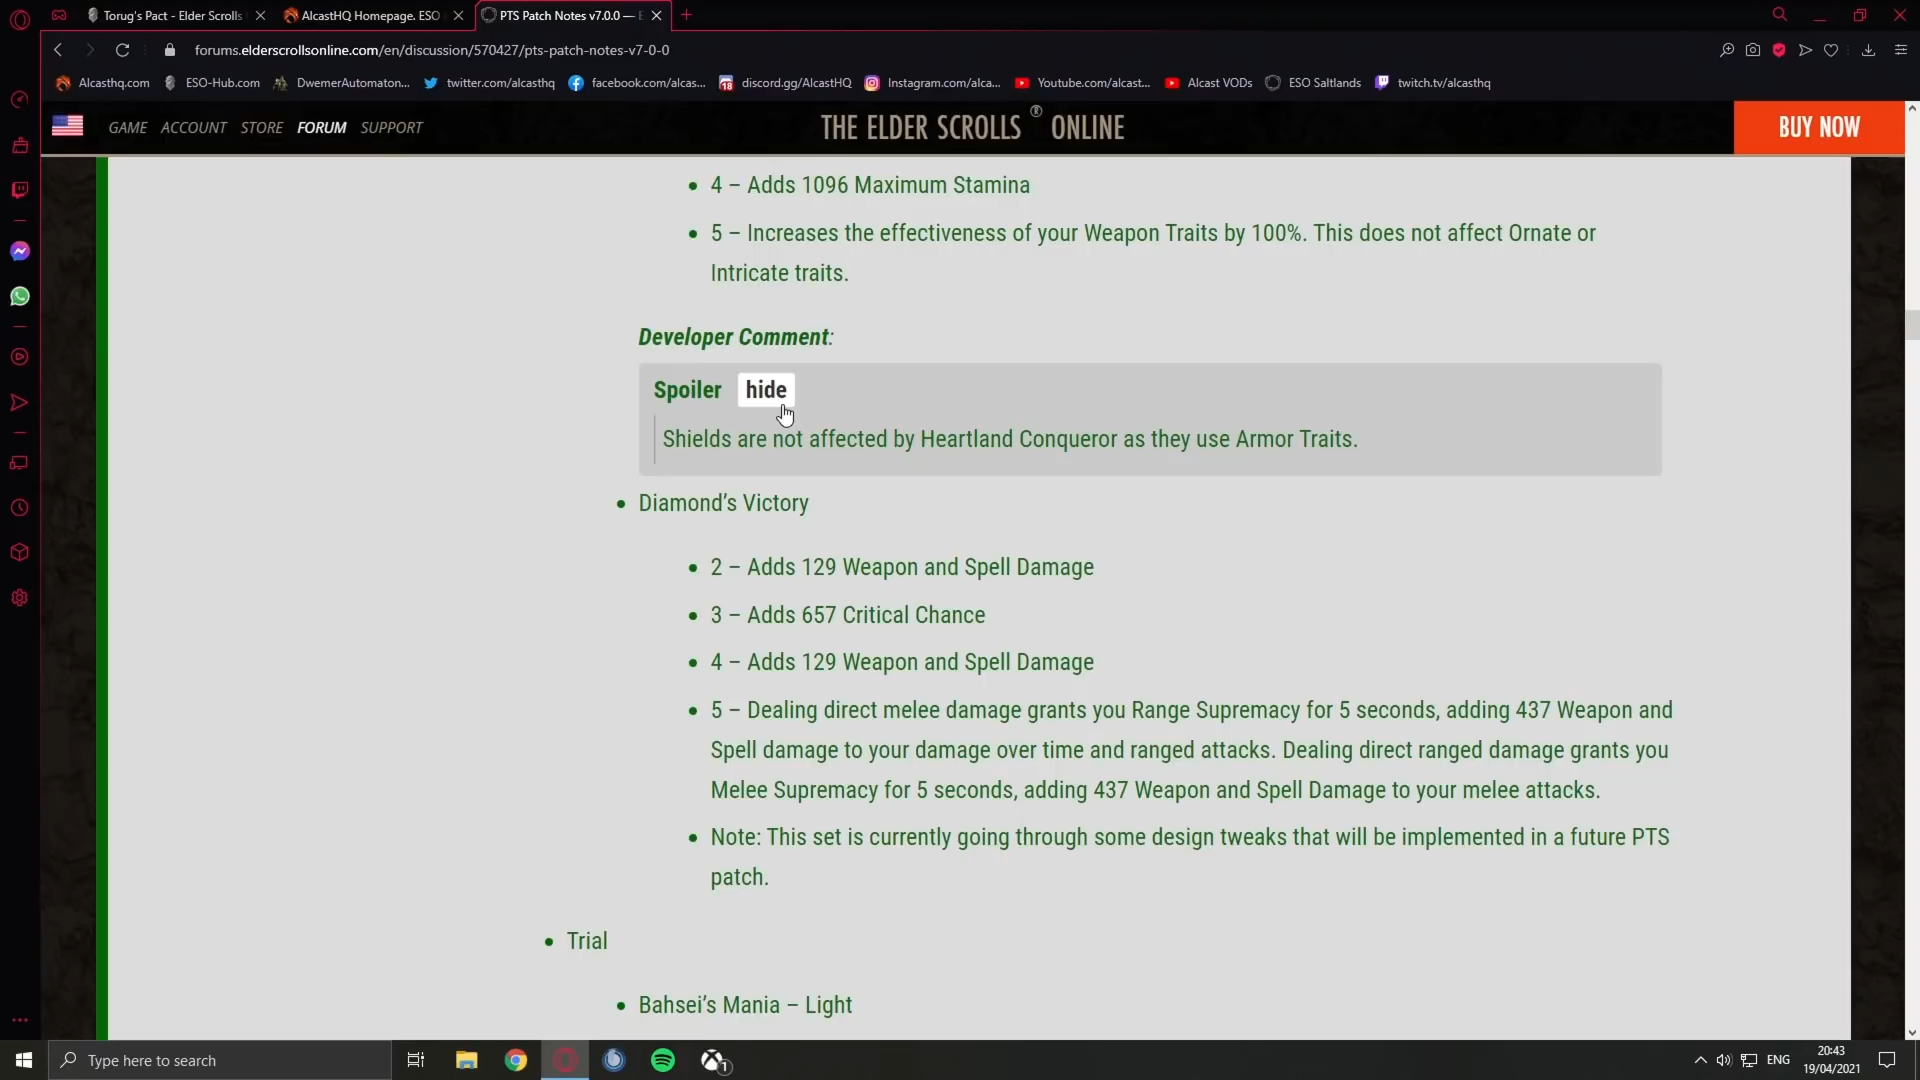 Torug's Pact - Elder Scrolls
AlcastHQ Homepage. ESO
PTS Patch Notes v7.0.0 — E
forums.elderscrollsonline.com/en/discussion/570427/pts-patch-notes-v7-0-0
Alcasthq.com
ESO-Hub.com
DwemerAutomaton...
twitter.com/alcasthq
facebook.com/alcas...
18
discord.gg/AlcastHQ
Instagram.com/alca...
Youtube.com/alcast...
Alcast VODs
ESO Saltlands
twitch.tv/alcasthq
GAME ACCOUNT STORE FORUM SUPPORT
THE ELDER SCROLLS ® ONLINE
BUY NOW
• 4 – Adds 1096 Maximum Stamina
• 5 – Increases the effectiveness of your Weapon Traits by 100%. This does not affect Ornate or
Intricate traits.
Developer Comment:
Spoiler hide
Shields are not affected by Heartland Conqueror as they use Armor Traits.
• Diamond’s Victory
• 2 – Adds 129 Weapon and Spell Damage
• 3 – Adds 657 Critical Chance
• 4 – Adds 129 Weapon and Spell Damage
• 5 – Dealing direct melee damage grants you Range Supremacy for 5 seconds, adding 437 Weapon and
Spell damage to your damage over time and ranged attacks. Dealing direct ranged damage grants you
Melee Supremacy for 5 seconds, adding 437 Weapon and Spell Damage to your melee attacks.
• Note: This set is currently going through some design tweaks that will be implemented in a future PTS
patch.
• Trial
• Bahsei’s Mania – Light
Type here to search
1
ENG
20:43
19/04/2021